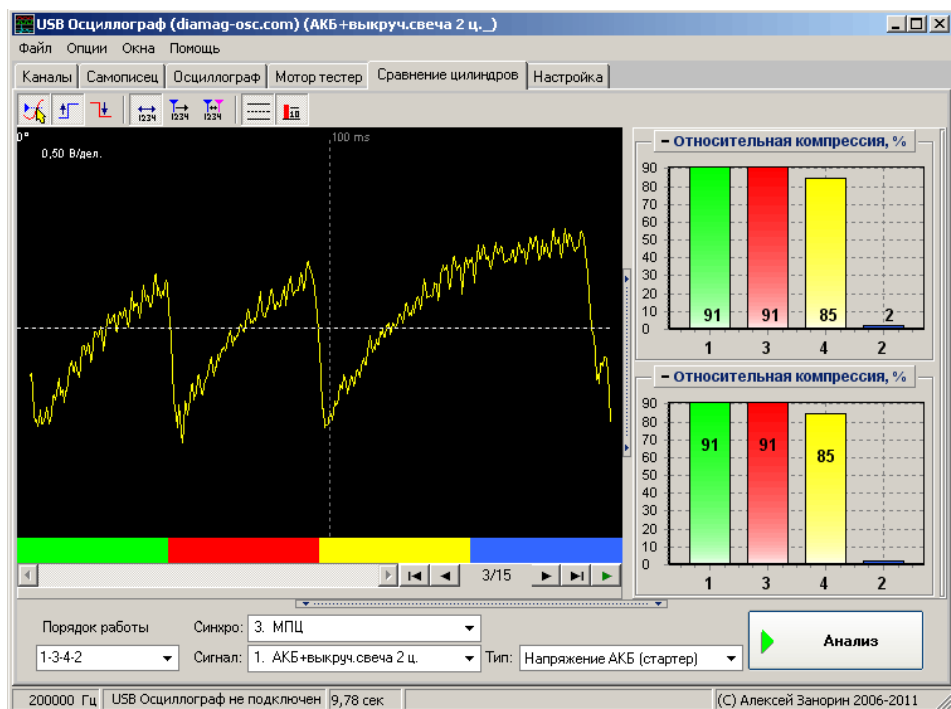 USB Осциллограф (diamag-osc.com) (АКБ+выкруч.свеча 2 ц._)
Файл Опции Окна Помощь
Каналы Самописец Осциллограф Мотор тестер Сравнение цилиндров Настройка
1234 1234 1234 10
0° 100 ms
0,50 В/дел.
– Относительная компрессия, %
90
80
70
60
50
40
30
20
10
0
91 91 85 2
1 3 4 2
– Относительная компрессия, %
90
80
70
60
50
40
30
20
10
0
91 91 85
1 3 4 2
3/15
Порядок работы
1-3-4-2
Синхро: 3. МПЦ
Сигнал: 1. АКБ+выкруч.свеча 2 ц.
Тип: Напряжение АКБ (стартер)
Анализ
200000 Гц USB Осциллограф не подключен 9,78 сек (C) Алексей Занорин 2006-2011